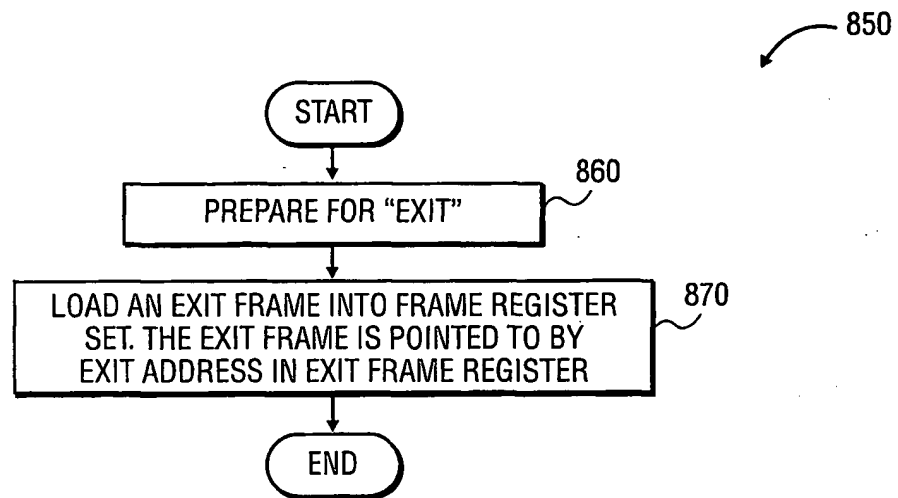 850
START
860
PREPARE FOR “EXIT”
870
LOAD AN EXIT FRAME INTO FRAME REGISTER
SET. THE EXIT FRAME IS POINTED TO BY
EXIT ADDRESS IN EXIT FRAME REGISTER
END